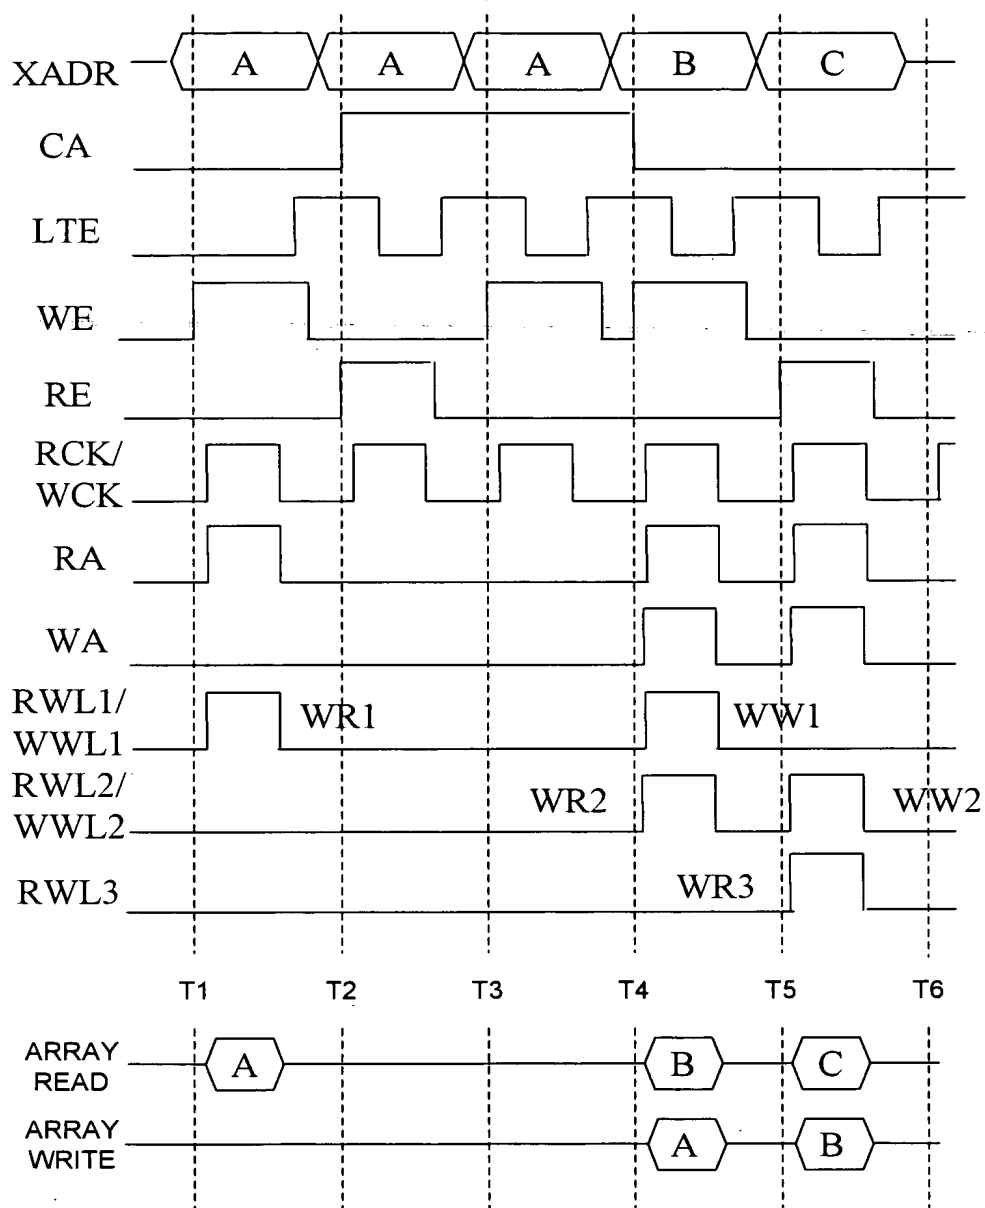 XADR A A A B C
CA
LTE
WE
RE
RCK/
WCK
RA
WA
RWL1/
WWL1
WR1 WW1
RWL2/
WWL2
WR2 WW2
RWL3 WR3
T1 T2 T3 T4 T5 T6
ARRAY
READ
A B C
ARRAY
WRITE
A B